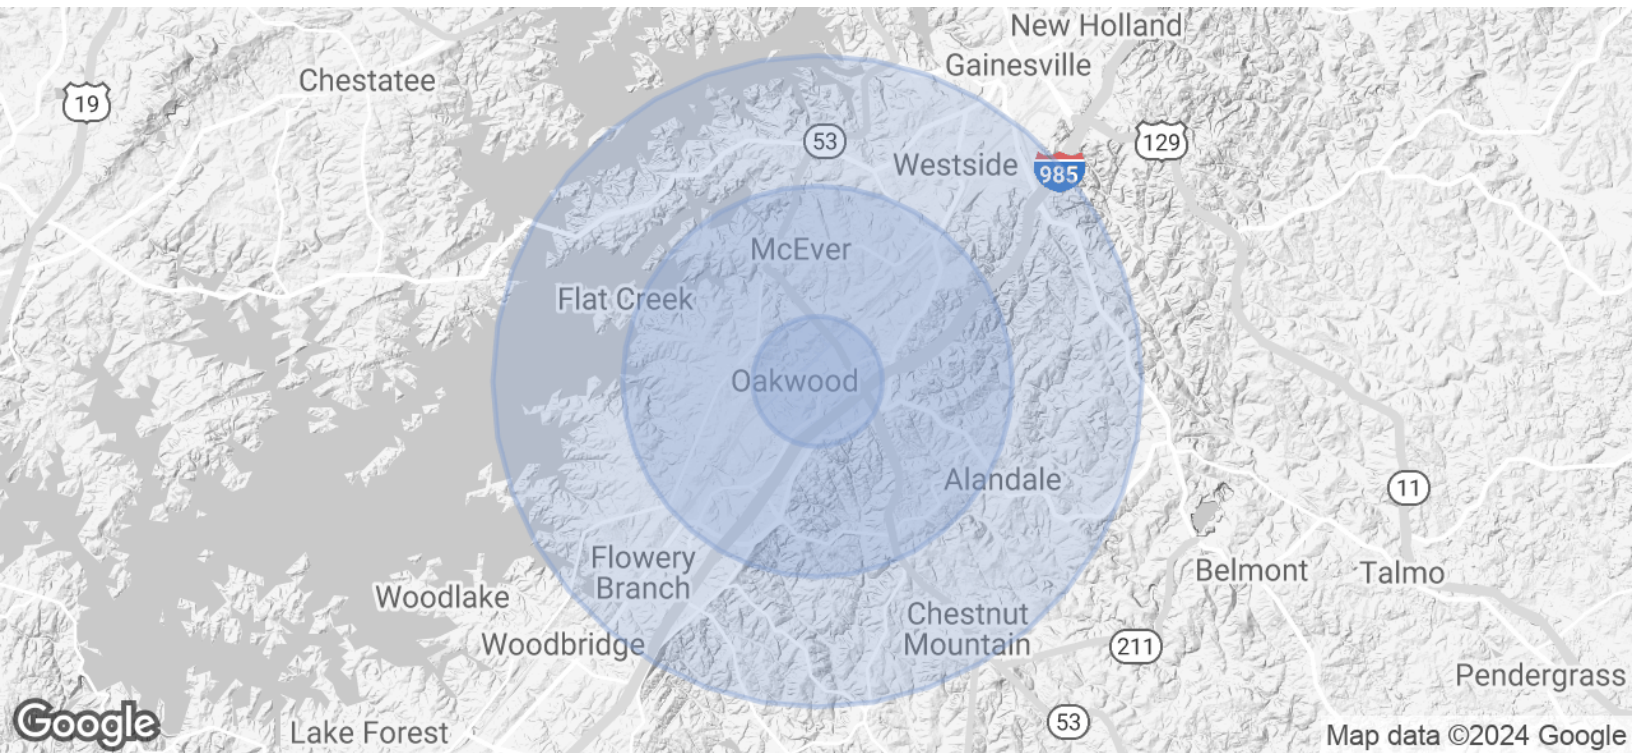 New Holland
Gainesville
Chestatee
19
53
129
Westside
985
McEver
Flat Creek
Oakwood
Alandale
11
Flowery
Branch
Belmont
Talmo
Woodlake
Chestnut
Mountain
Woodbridge
211
Pendergrass
Google
Lake Forest
53
Map data ©2024 Google